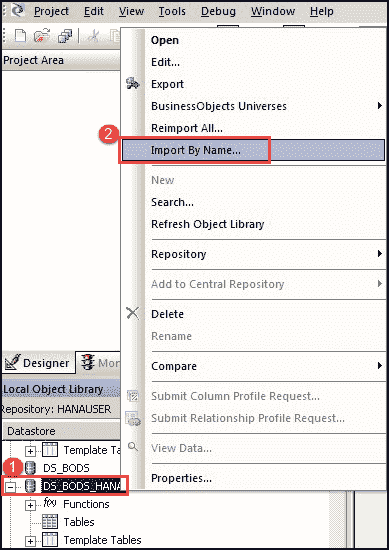 Project Edit View Tools Debug Window Help
Project Area
Open
Edit...
Export
BusinessObjects Universes
Reimport All...
2
Import By Name...
New
Search...
Refresh Object Library
Repository
Add to Central Repository
Delete
Rename
Compare
Submit Column Profile Request...
Submit Relationship Profile Request...
View Data...
Properties...
Designer Mor
Local Object Library
Repository: HANAUSER
Datastore
Template Ta
1
DS_BODS
DS_BODS_HANA
Functions
Tables
Template Tables